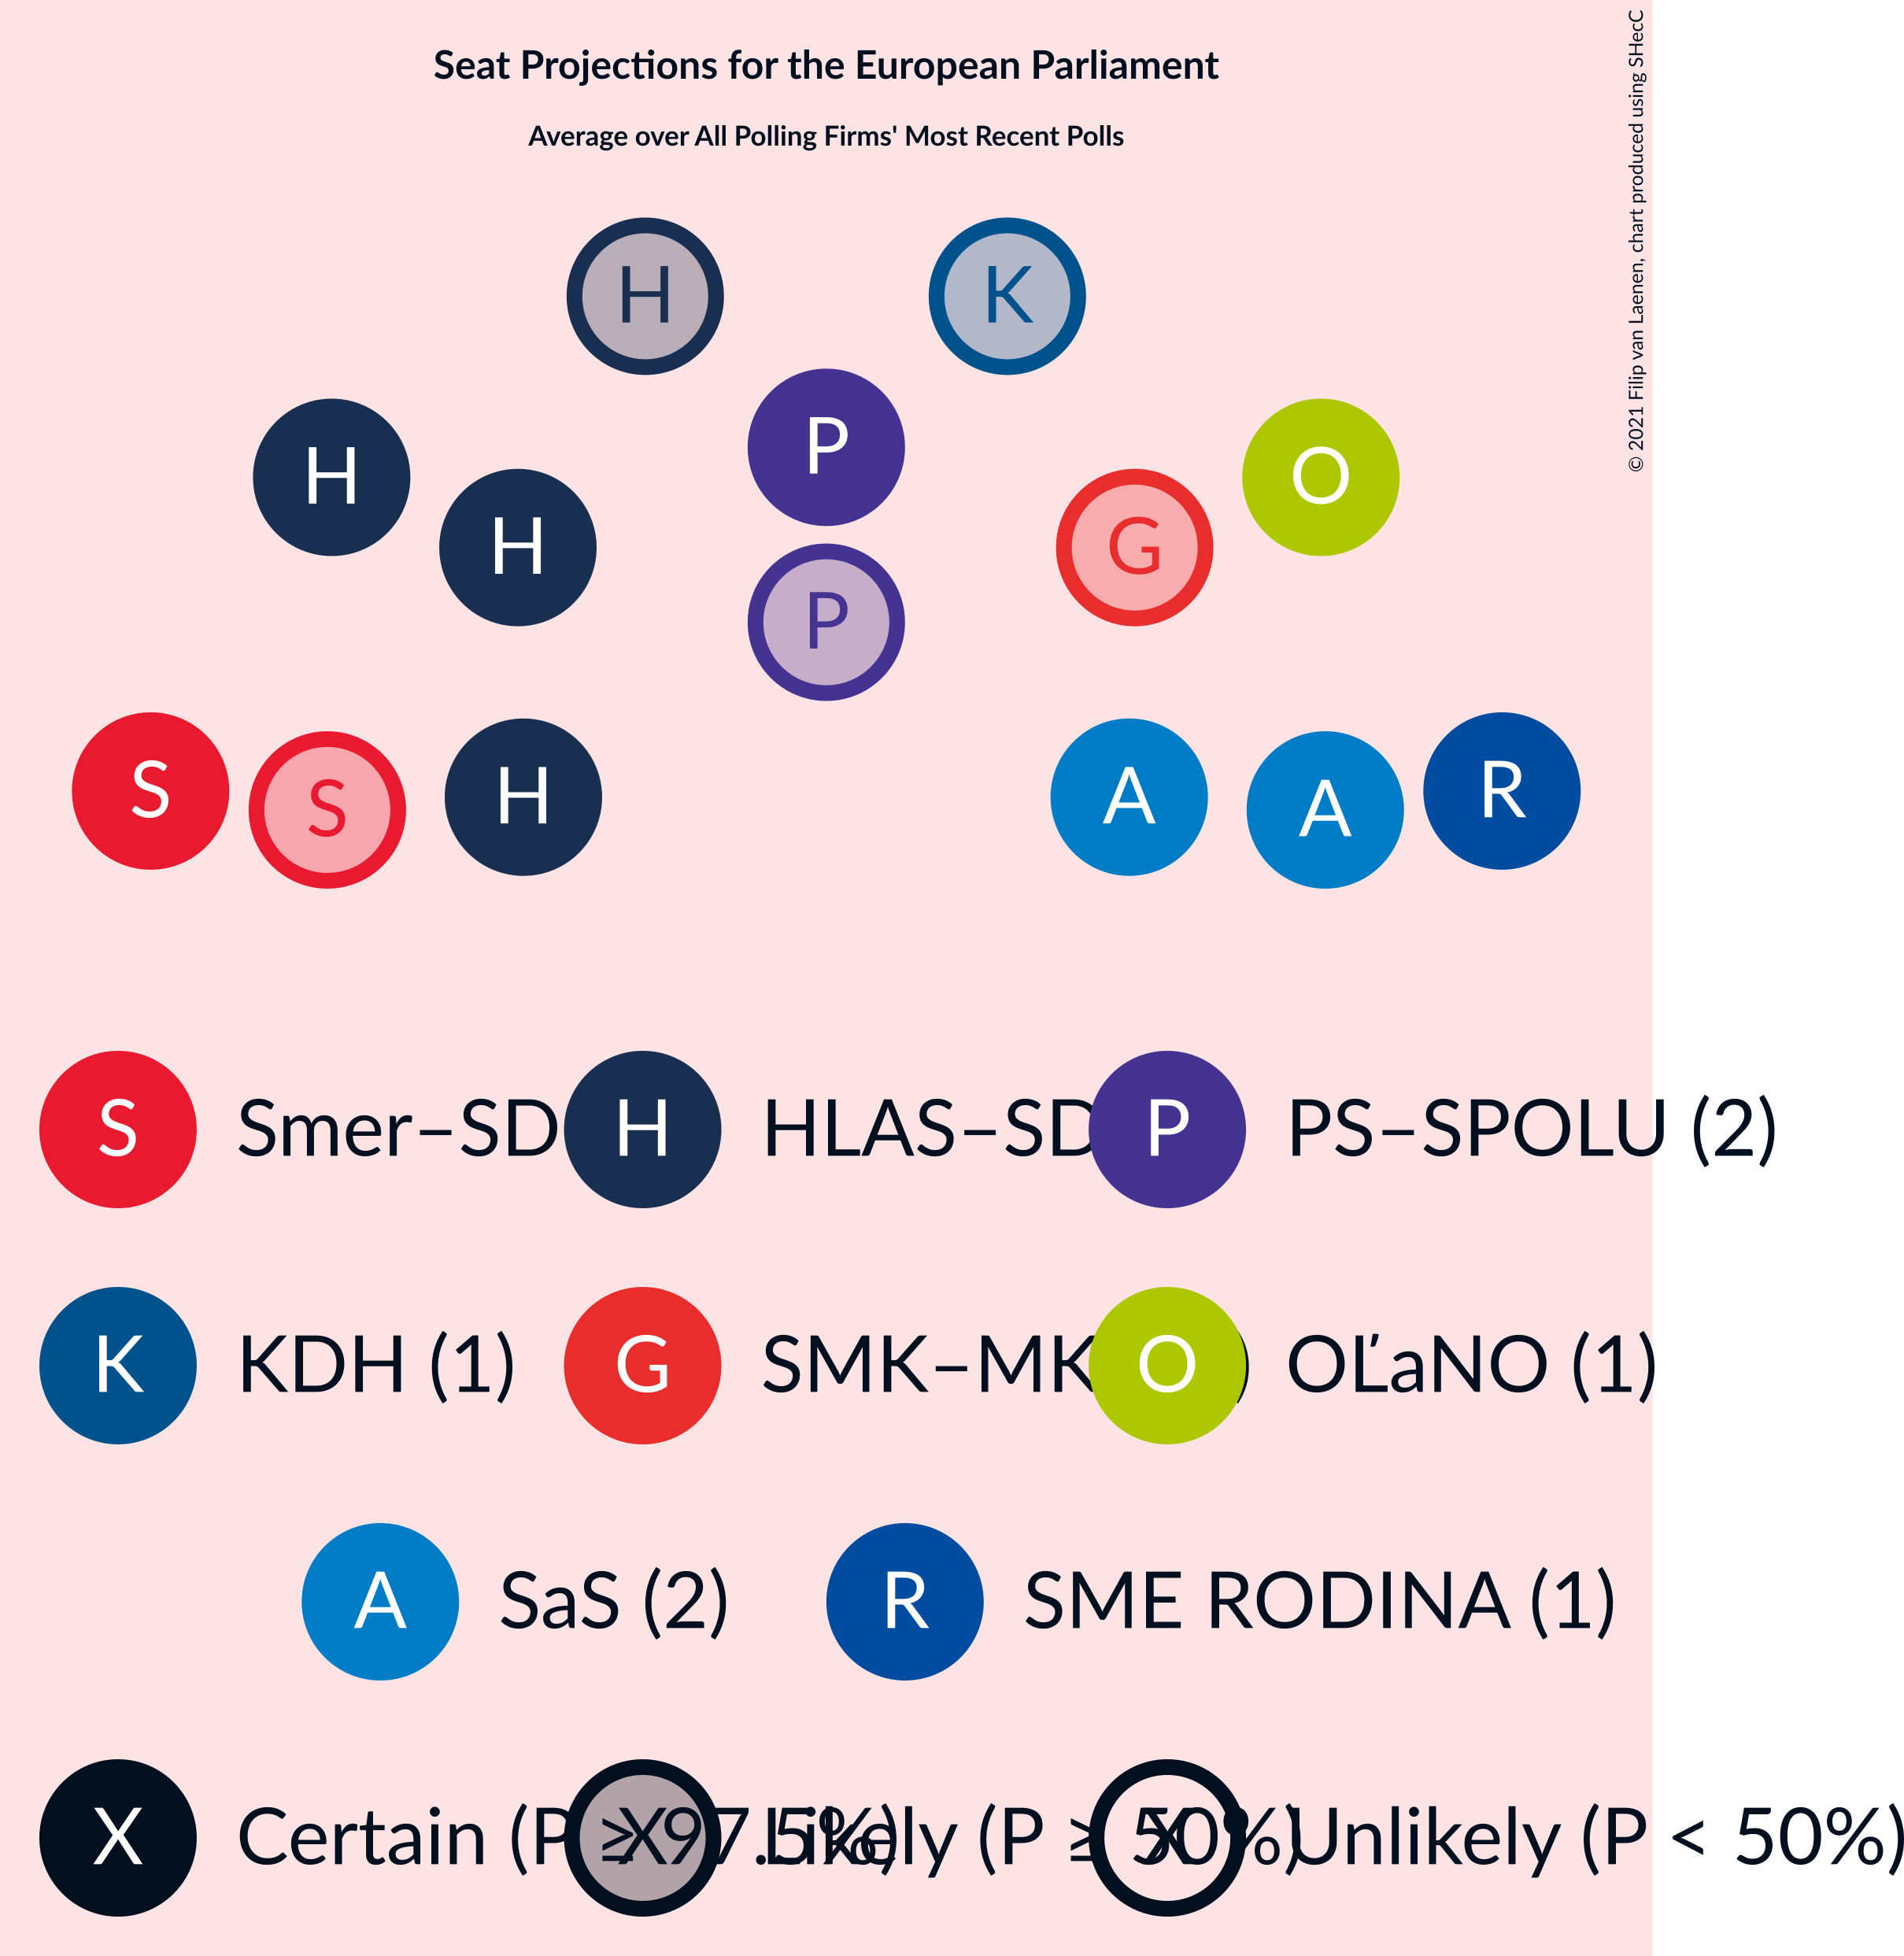 Seat Projections for the European Parliament
Average over All Polling Firms' Most Recent Polls
© 2021 Filip van Laenen, chart produced using SHecC
H K
P
H O
H G
P
S R
H A
S A
S Smer–SD H HLAS–SD P PS–SPOLU (2)
K KDH (1) G SMK–MK O OĽaNO (1)
A SaS (2) R SME RODINA (1)
X Certain (P ≥ 97.5%) X Likely (P ≥ 50%) X Unlikely (P < 50%)